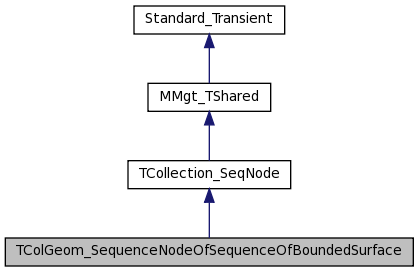 Standard_Transient
MMgt_TShared
TCollection_SeqNode
TColGeom_SequenceNodeOfSequenceOfBoundedSurface